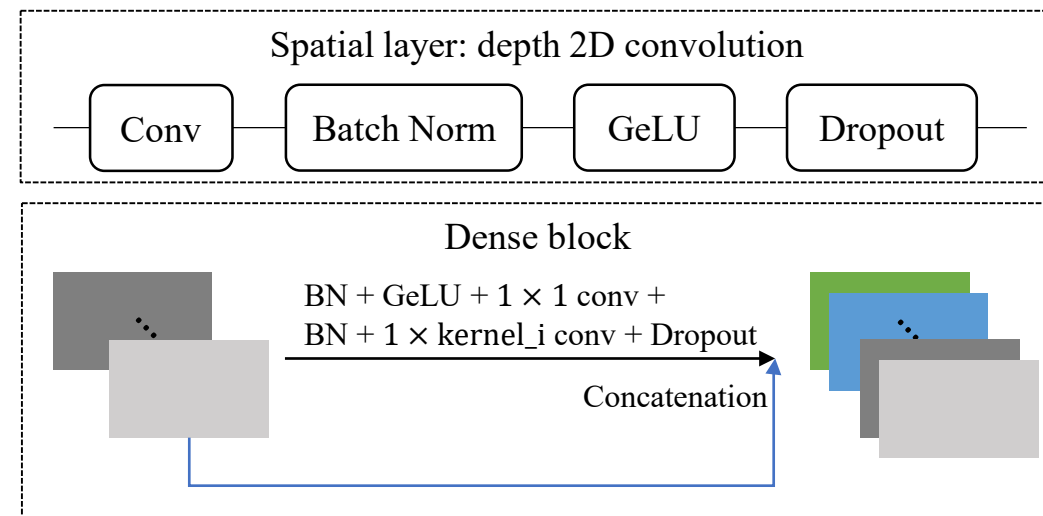 Spatial layer: depth 2D convolution
Conv
Batch Norm
GeLU
Dropout
Dense block
BN + GeLU + 1 × 1 conv +
BN + 1 × kernel_i conv + Dropout
Concatenation